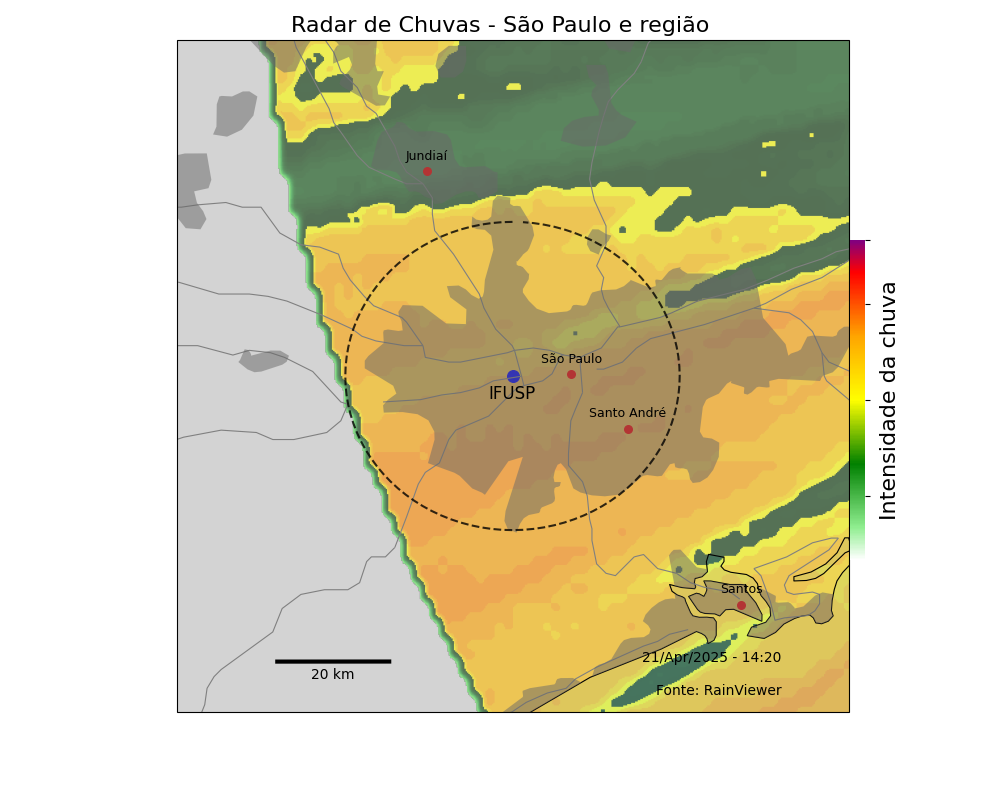 Radar de Chuvas - São Paulo e região
Jundiaí
São Paulo
IFUSP
Santo André
Santos
20 km
21/Apr/2025 - 14:20
Fonte: RainViewer
Intensidade da chuva